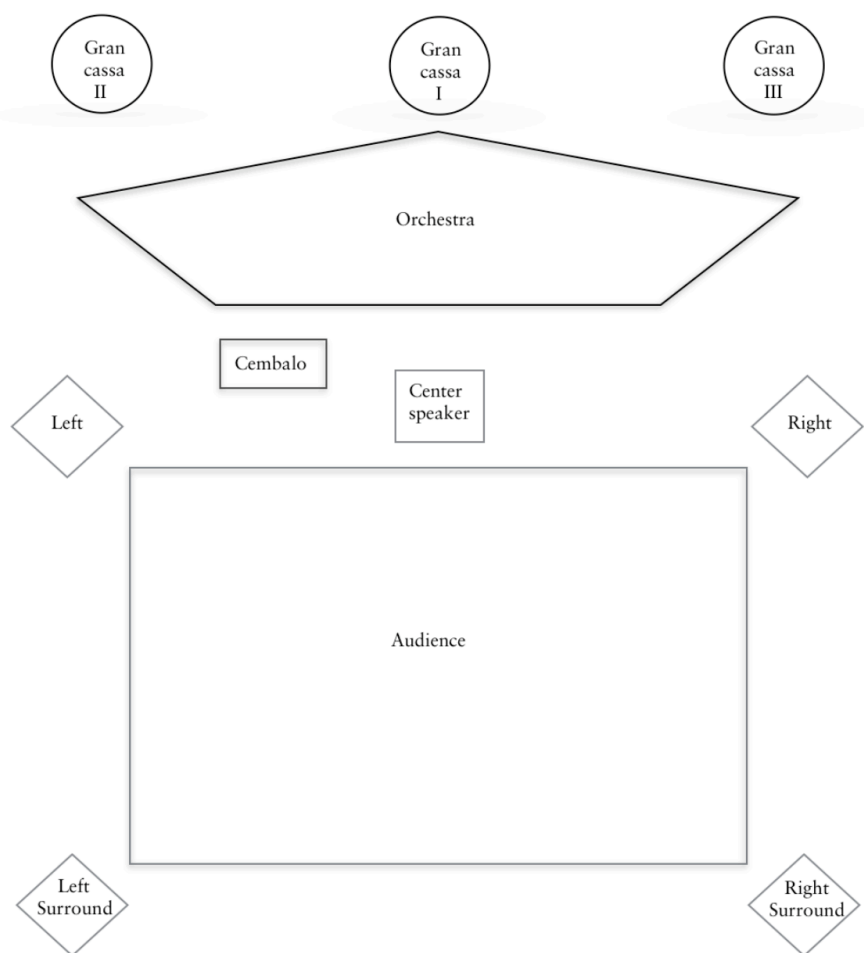 Gran
cassa
II
Gran
cassa
I
Gran
cassa
III
Orchestra
Cembalo
Center
speaker
Left
Right
Audience
Left
Surround
Right
Surround